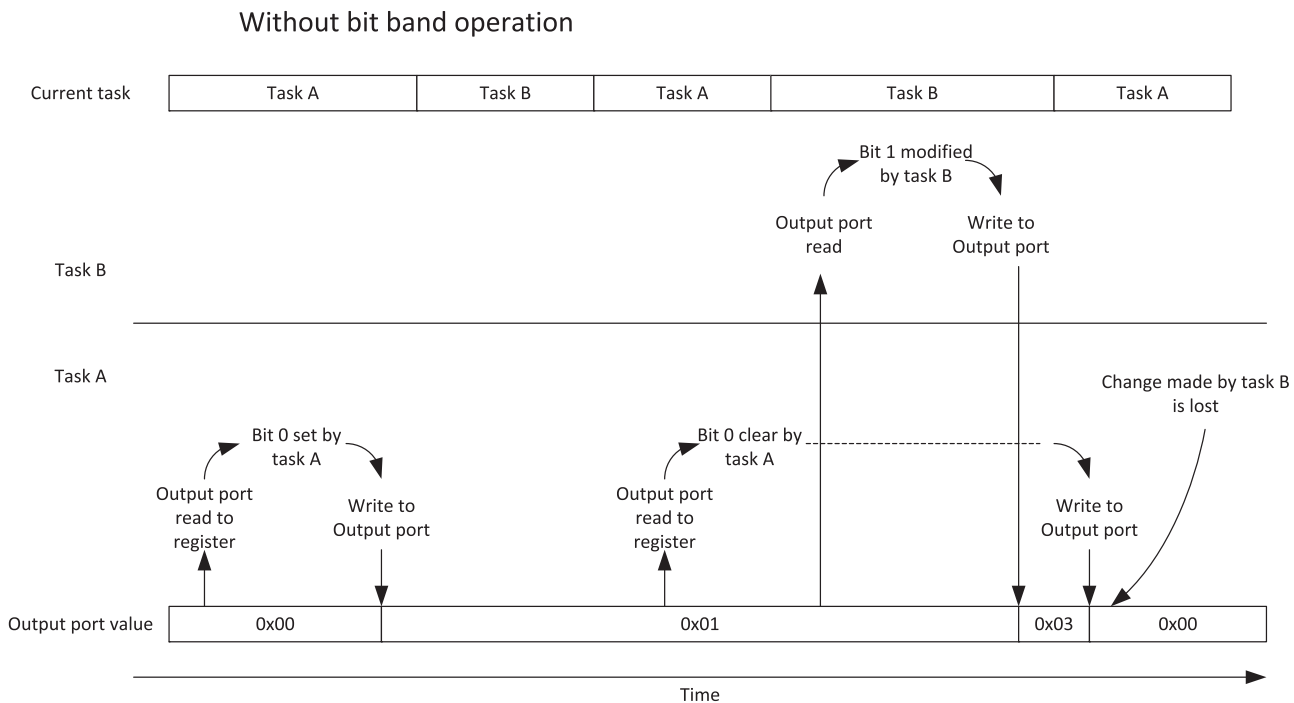 Without bit band operation
Current task
Task A
Task B
Task A
Task B
Task A
Bit 1 modified
by task B
Output port
read
Write to
Output port
Task B
Task A
Change made by task B
is lost
Bit 0 set by
task A
Bit 0 clear by
task A
Output port
read to
register
Write to
Output port
Output port
read to
register
Write to
Output port
Output port value
0x00
0x01
0x03
0x00
Time